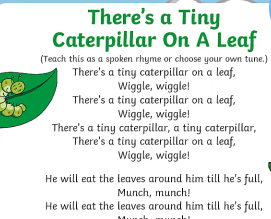 There's a Tiny
Caterpillar On A Leaf
(Teach this as a spoken rhyme or choose your own tune.)
There's a tiny caterpillar on a leaf,
Wiggle, wiggle!
There's a tiny caterpillar on a leaf,
Wiggle, wiggle!
There's a tiny caterpillar, a tiny caterpillar,
There's a tiny caterpillar on a leaf,
Wiggle, wiggle!
He will eat the leaves around him till he's full,
Munch, munch!
He will eat the leaves around him till he's full,
Munch, munch!